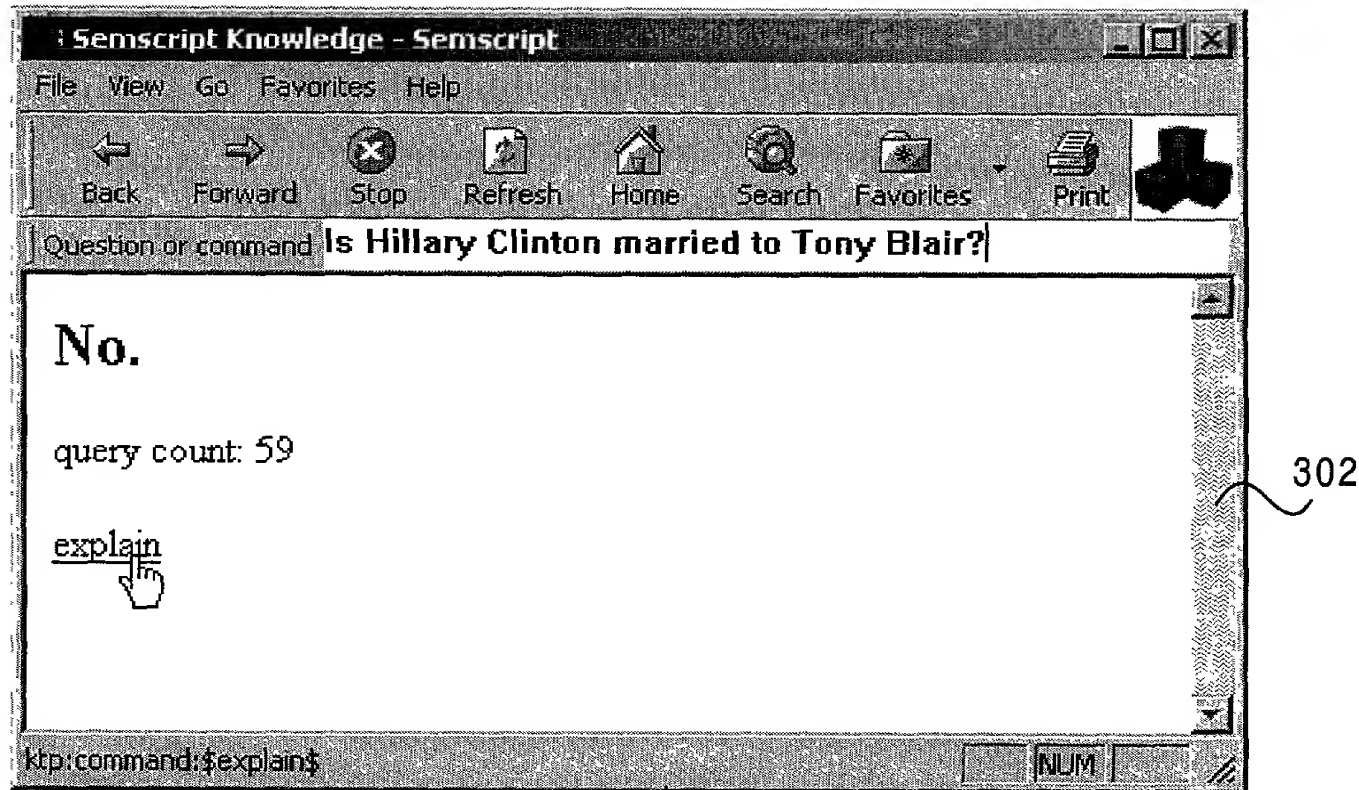 Semscript Knowledge - Semscript
File View Go Favorites Help
Back Forward Stop Refresh Home Search Favorites Print
Question or command Is Hillary Clinton married to Tony Blair?
No.
query count: 59
302
explain
ktp:command:$explain$ NUM